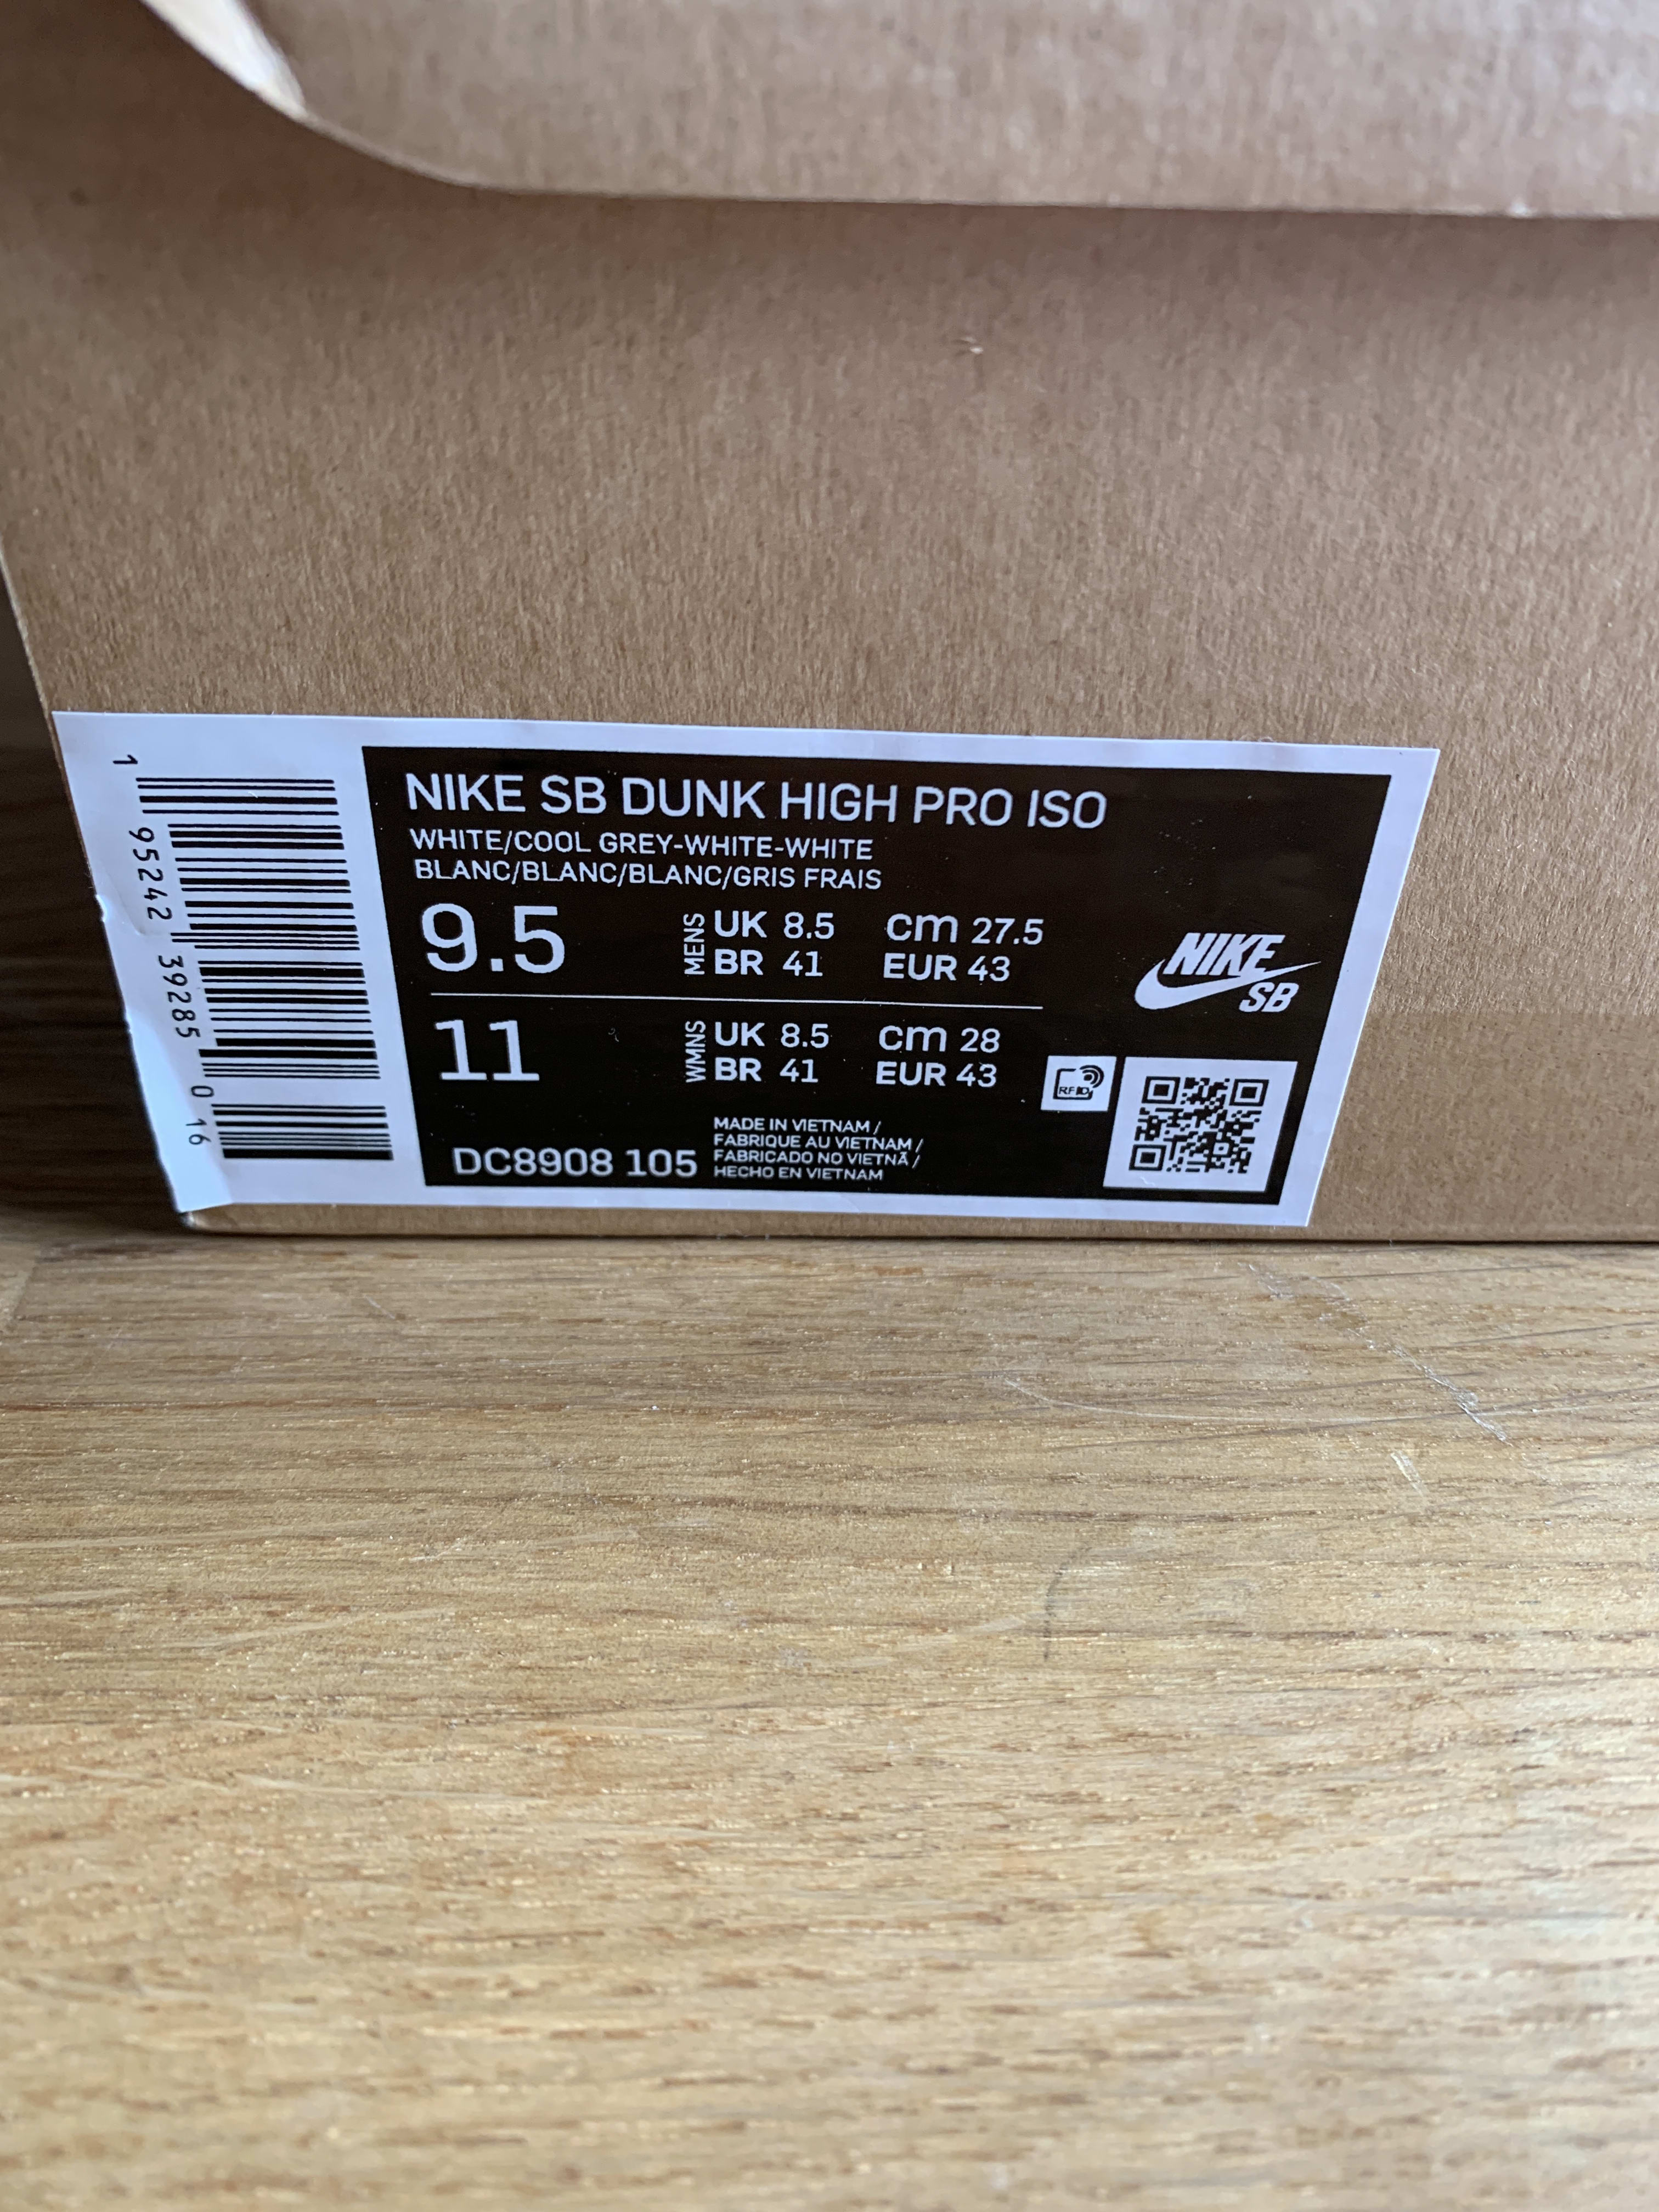 NIKE SB DUNK HIGH PRO ISO
WHITE/COOL GREY-WHITE-WHITE
BLANC/BLANC/BLANC/GRIS FRAIS
9.5 MENS UK 8.5 cm 27.5
BR 41 EUR 43
11 WMNS UK 8.5 cm 28
BR 41 EUR 43
NIKE
SB
RFID
DC8908 105
MADE IN VIETNAM /
FABRIQUE AU VIETNAM /
FABRICADO NO VIETNÃ /
HECHO EN VIETNAM
1 95242 39285 0 16